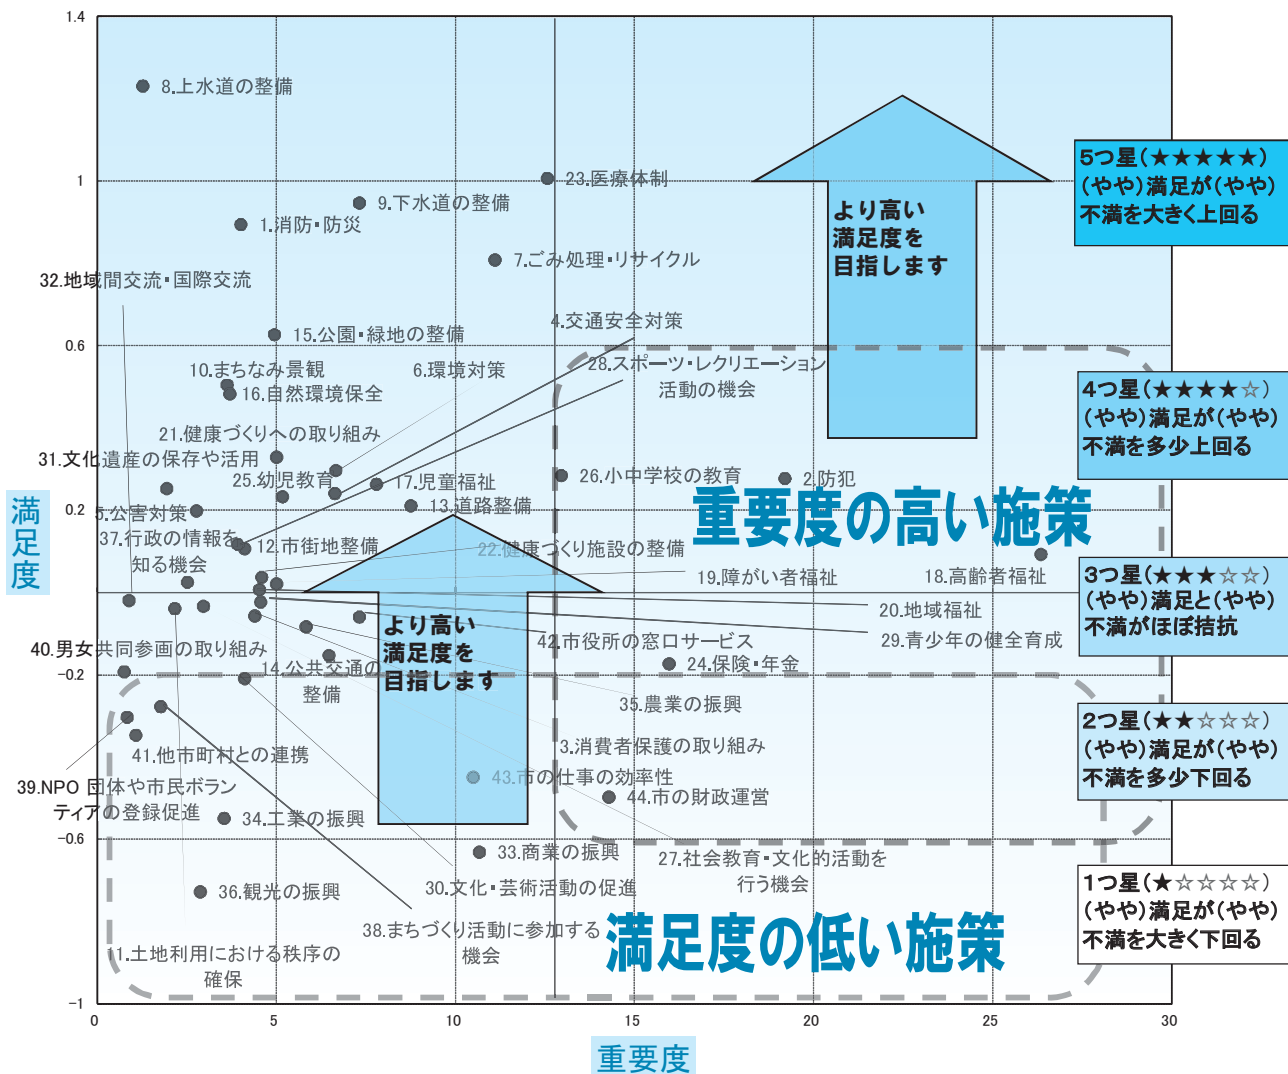 1.4
8.上水道の整備
1
23.医療体制
9.下水道の整備
1.消防・防災
7.ごみ処理・リサイクル
32.地域間交流・国際交流
より高い
満足度を
目指します
5つ星(★★★★★)
(やや)満足が(やや)
不満を大きく上回る
15.公園・緑地の整備
4.交通安全対策
0.6
10.まちなみ景観
6.環境対策
28.スポーツ・レクリエーション
活動の機会
16.自然環境保全
4つ星(★★★★☆)
(やや)満足が(やや)
不満を多少上回る
21.健康づくりへの取り組み
31.文化遺産の保存や活用
25.幼児教育
17.児童福祉
26.小中学校の教育
2.防犯
0.2
5.公害対策
13.道路整備
重要度の高い施策
37.行政の情報を
知る機会
12.市街地整備
22.健康づくり施設の整備
19.障がい者福祉
18.高齢者福祉
3つ星(★★★☆☆)
(やや)満足と(やや)
不満がほぼ拮抗
20.地域福祉
満足度
より高い
満足度を
目指します
42.市役所の窓口サービス
29.青少年の健全育成
40.男女共同参画の取り組み
14.公共交通の
整備
24.保険・年金
-0.2
35.農業の振興
2つ星(★★☆☆☆)
(やや)満足が(やや)
不満を多少下回る
41.他市町村との連携
3.消費者保護の取り組み
39.NPO 団体や市民ボラン
ティアの登録促進
43.市の仕事の効率性
44.市の財政運営
34.工業の振興
-0.6
33.商業の振興
27.社会教育・文化的活動を
行う機会
36.観光の振興
30.文化・芸術活動の促進
1つ星(★☆☆☆☆)
(やや)満足が(やや)
不満を大きく下回る
38.まちづくり活動に参加する
機会
満足度の低い施策
11.土地利用における秩序の
確保
-1
0 5 10 15 20 25 30
重要度